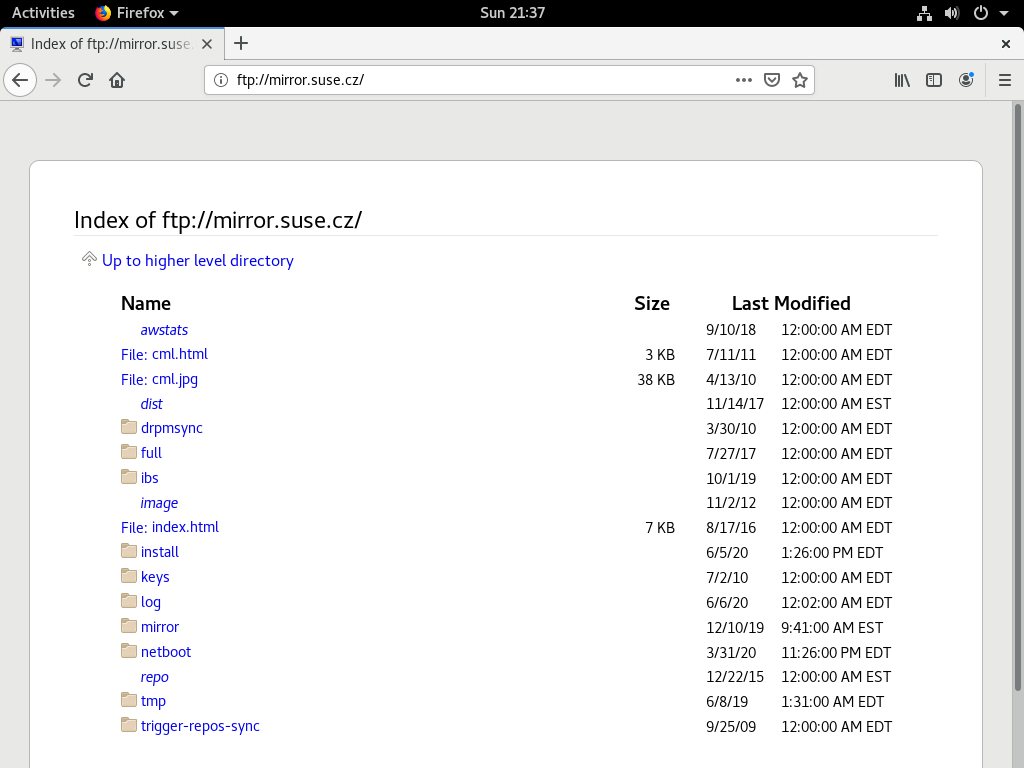 Activities Firefox Sun 21:37
Index of ftp://mirror.suse.
ftp://mirror.suse.cz/
Index of ftp://mirror.suse.cz/
Up to higher level directory
Name Size Last Modified
awstats 9/10/18 12:00:00 AM EDT
File: cml.html 3 KB 7/11/11 12:00:00 AM EDT
File: cml.jpg 38 KB 4/13/10 12:00:00 AM EDT
dist 11/14/17 12:00:00 AM EST
drpmsync 3/30/10 12:00:00 AM EDT
full 7/27/17 12:00:00 AM EDT
ibs 10/1/19 12:00:00 AM EDT
image 11/2/12 12:00:00 AM EDT
File: index.html 7 KB 8/17/16 12:00:00 AM EDT
install 6/5/20 1:26:00 PM EDT
keys 7/2/10 12:00:00 AM EDT
log 6/6/20 12:02:00 AM EDT
mirror 12/10/19 9:41:00 AM EST
netboot 3/31/20 11:26:00 PM EDT
repo 12/22/15 12:00:00 AM EST
tmp 6/8/19 1:31:00 AM EDT
trigger-repos-sync 9/25/09 12:00:00 AM EDT